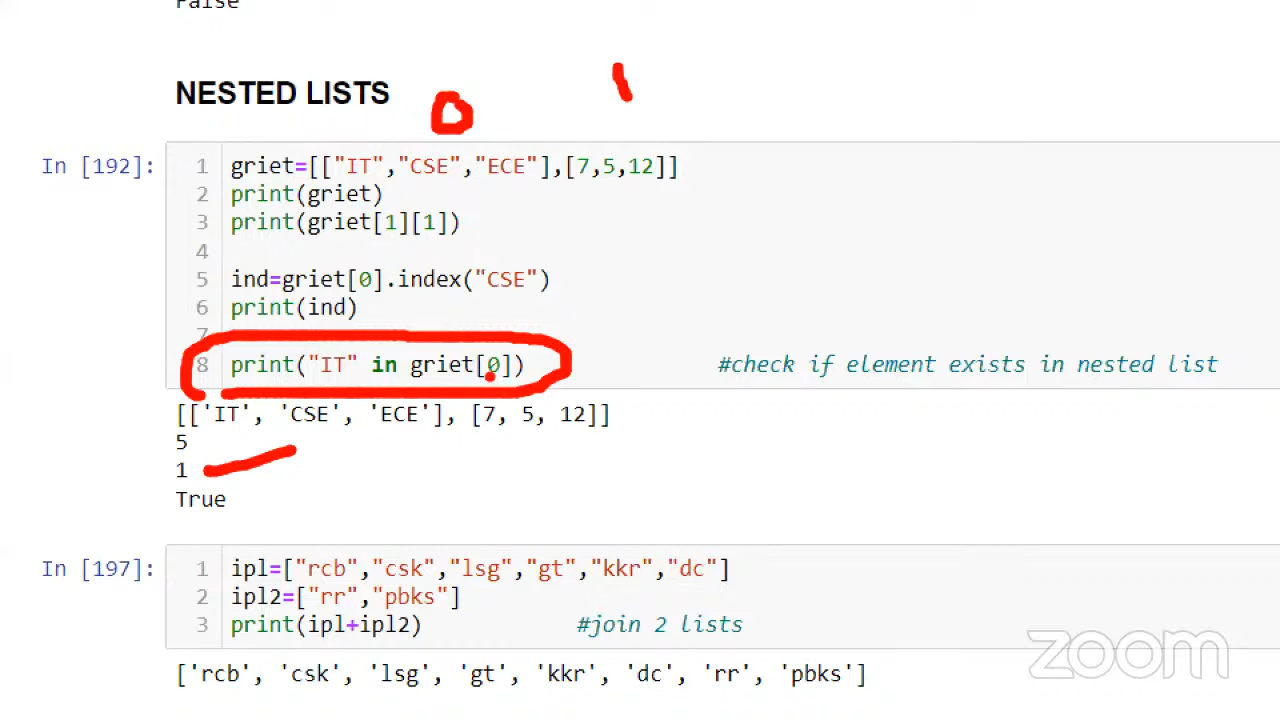 False
NESTED LISTS
0 1
In [192]:
1 griet=[["IT","CSE","ECE"],[7,5,12]]
2 print(griet)
3 print(griet[1][1])
4
5 ind=griet[0].index("CSE")
6 print(ind)
7
8 print("IT" in griet[0]) #check if element exists in nested list
[['IT', 'CSE', 'ECE'], [7, 5, 12]]
5
1
True
In [197]:
1 ipl=["rcb","csk","lsg","gt","kkr","dc"]
2 ipl2=["rr","pbks"]
3 print(ipl+ipl2) #join 2 lists
['rcb', 'csk', 'lsg', 'gt', 'kkr', 'dc', 'rr', 'pbks']
zoom